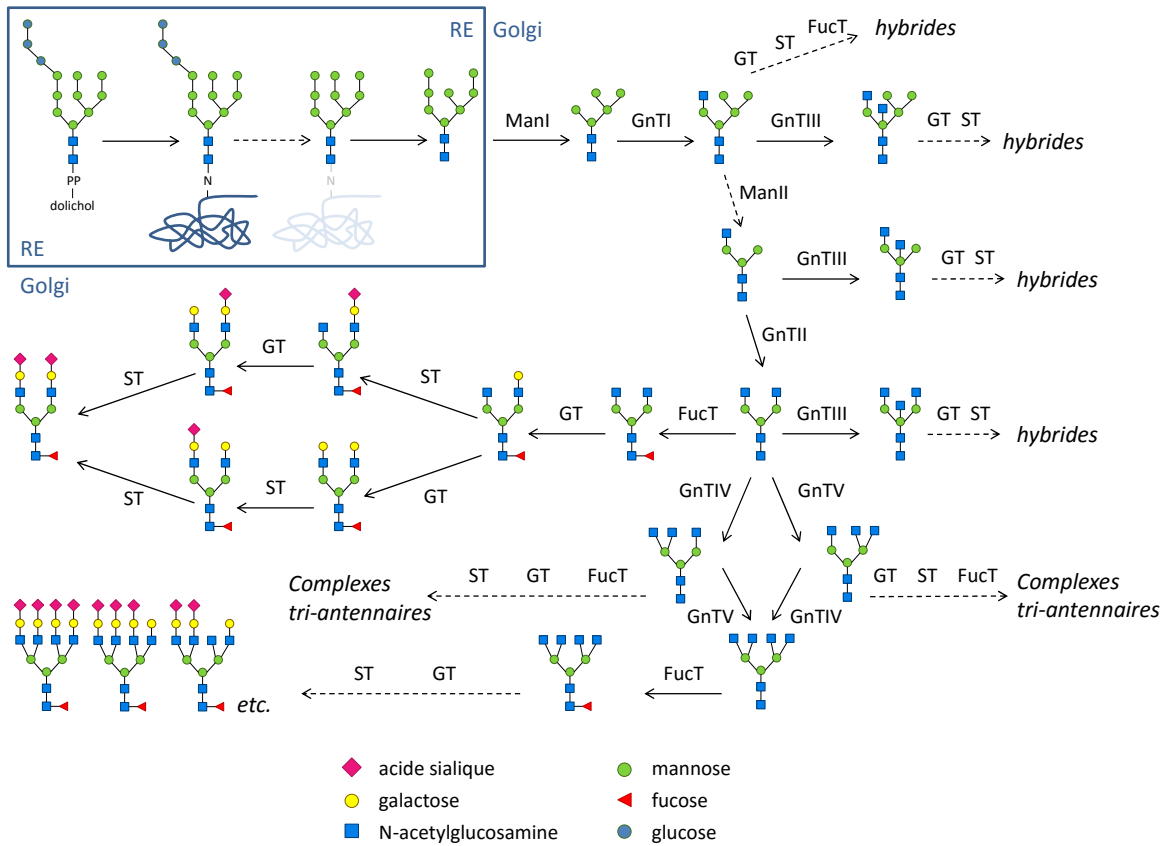 RE Golgi
FucT
ST
GT
hybrides
ManI
GnTI
GnTIII
GT ST
hybrides
PP
dolichol
N
N
ManII
RE
Golgi
GnTIII
GT ST
hybrides
GnTII
GT
ST
ST
GT
FucT
GnTIII
GT ST
hybrides
ST
ST
GT
GnTIV
GnTV
Complexes
tri-antennaires
ST GT FucT
GT ST FucT
Complexes
tri-antennaires
GnTV
GnTIV
ST GT
FucT
etc.
acide sialique
mannose
galactose
fucose
N-acetylglucosamine
glucose